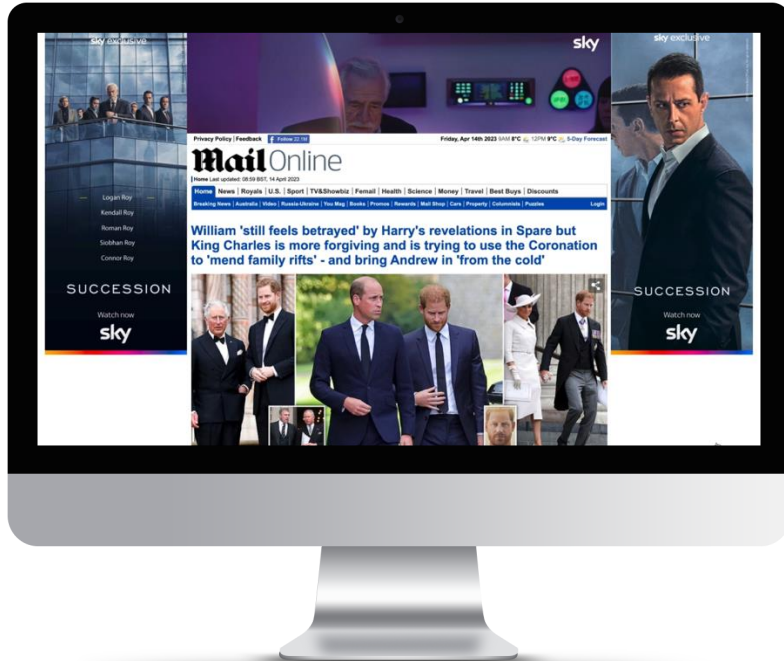 sky exclusive
sky
sky exclusive
Privacy Policy | Feedback
Follow
Friday, Apr 14th 2023 9AM 8°C 12PM 9°C 5-Day Forecast
Mail Online
Home Last updated: 08:59 BST, 14 April 2023
Home News | Royals | U.S. | Sport | TV&Showbiz | Femail | Health | Science | Money | Travel | Best Buys | Discounts
Breaking News | Australia | Video | Russia-Ukraine | You Mag | Books | Promos | Rewards | Mail Shop | Cars | Property | Columnists | Puzzles Login
William 'still feels betrayed' by Harry's revelations in Spare but
King Charles is more forgiving and is trying to use the Coronation
to 'mend family rifts' - and bring Andrew in 'from the cold'
Logan Roy
Kendall Roy
Roman Roy
Siobhan Roy
Connor Roy
SUCCESSION
Watch now
sky
SUCCESSION
Watch now
sky